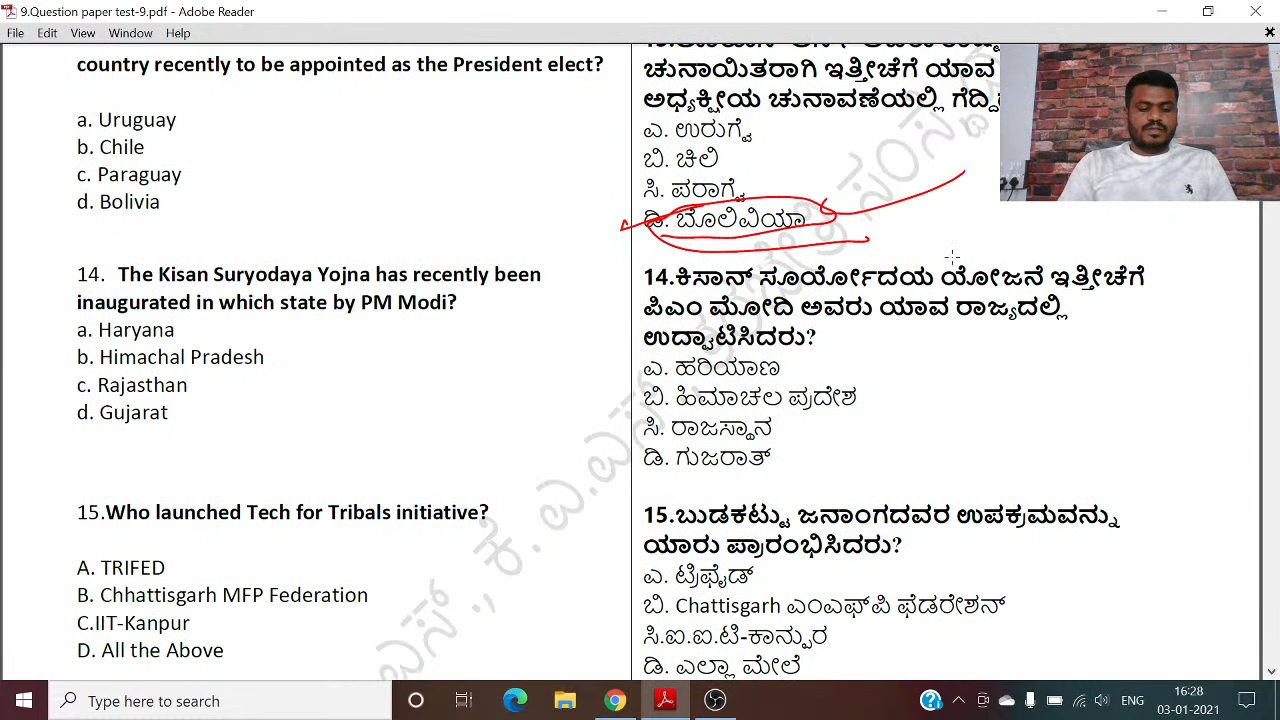 9.Question paper test-9.pdf - Adobe Reader
File Edit View Window Help
country recently to be appointed as the President elect?
a. Uruguay
b. Chile
c. Paraguay
d. Bolivia
14. The Kisan Suryodaya Yojna has recently been
inaugurated in which state by PM Modi?
a. Haryana
b. Himachal Pradesh
c. Rajasthan
d. Gujarat
15.Who launched Tech for Tribals initiative?
A. TRIFED
B. Chhattisgarh MFP Federation
C.IIT-Kanpur
D. All the Above
ಚುನಾಯಿತರಾಗಿ ಇತ್ತೀಚೆಗೆ ಯಾವ
ಅಧ್ಯಕ್ಷೀಯ ಚುನಾವಣೆಯಲ್ಲಿ
ಎ. ಉರುಗ್ವೆ
ಬಿ. ಚಿಲಿ
ಸಿ. ಪರಾಗ್ವೆ
ಡಿ. ಬೊಲಿವಿಯಾ
14.ಕಿಸಾನ್ ಸೂರ್ಯೋದಯ ಯೋಜನೆ ಇತ್ತೀಚೆಗೆ
ಪಿಎಂ ಮೋದಿ ಅವರು ಯಾವ ರಾಜ್ಯದಲ್ಲಿ
ಉದ್ಘಾಟಿಸಿದರು?
ಎ. ಹರಿಯಾಣ
ಬಿ. ಹಿಮಾಚಲ ಪ್ರದೇಶ
ಸಿ. ರಾಜಸ್ಥಾನ
ಡಿ. ಗುಜರಾತ್
15.ಬುಡಕಟ್ಟು ಜನಾಂಗದವರ ಉಪಕ್ರಮವನ್ನು
ಯಾರು ಪ್ರಾರಂಭಿಸಿದರು?
ಎ. ಟ್ರಿಫೈಡ್
ಬಿ. Chattisgarh ಎಂಎಫ್‌ಪಿ ಫೆಡರೇಶನ್
ಸಿ.ಐ.ಐ.ಟಿ-ಕಾನ್ಪುರ
ಡಿ. ಎಲ್ಲಾ ಮೇಲೆ
Type here to search
ENG
16:28
03-01-2021